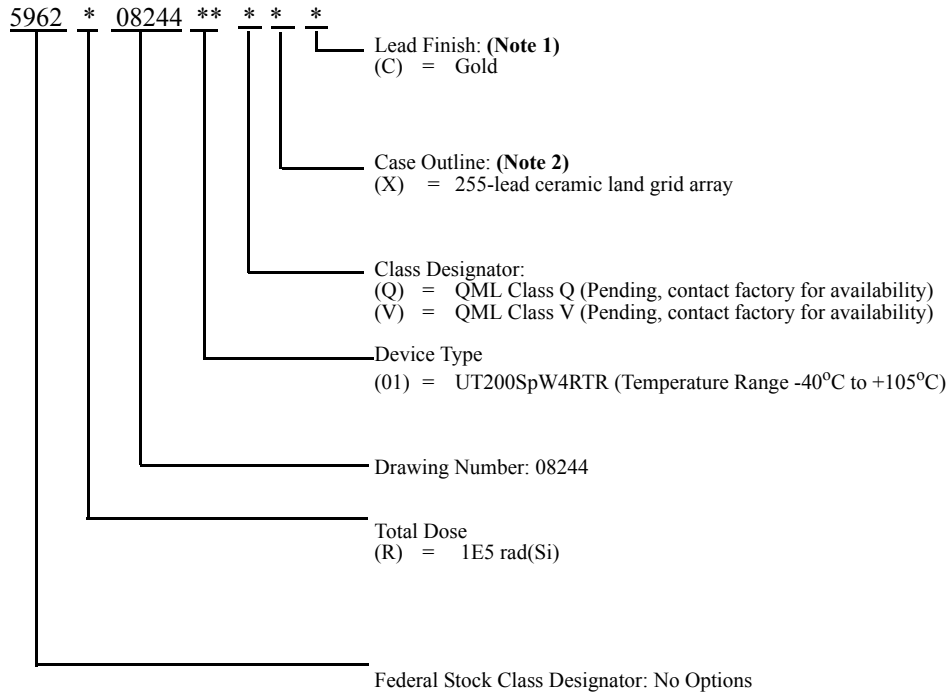 5962 * 08244 ** * * *
Lead Finish: (Note 1)
(C) = Gold
Case Outline: (Note 2)
(X) = 255-lead ceramic land grid array
Class Designator:
(Q) = QML Class Q (Pending, contact factory for availability)
(V) = QML Class V (Pending, contact factory for availability)
Device Type
(01) = UT200SpW4RTR (Temperature Range -40°C to +105°C)
Drawing Number: 08244
Total Dose
(R) = 1E5 rad(Si)
Federal Stock Class Designator: No Options